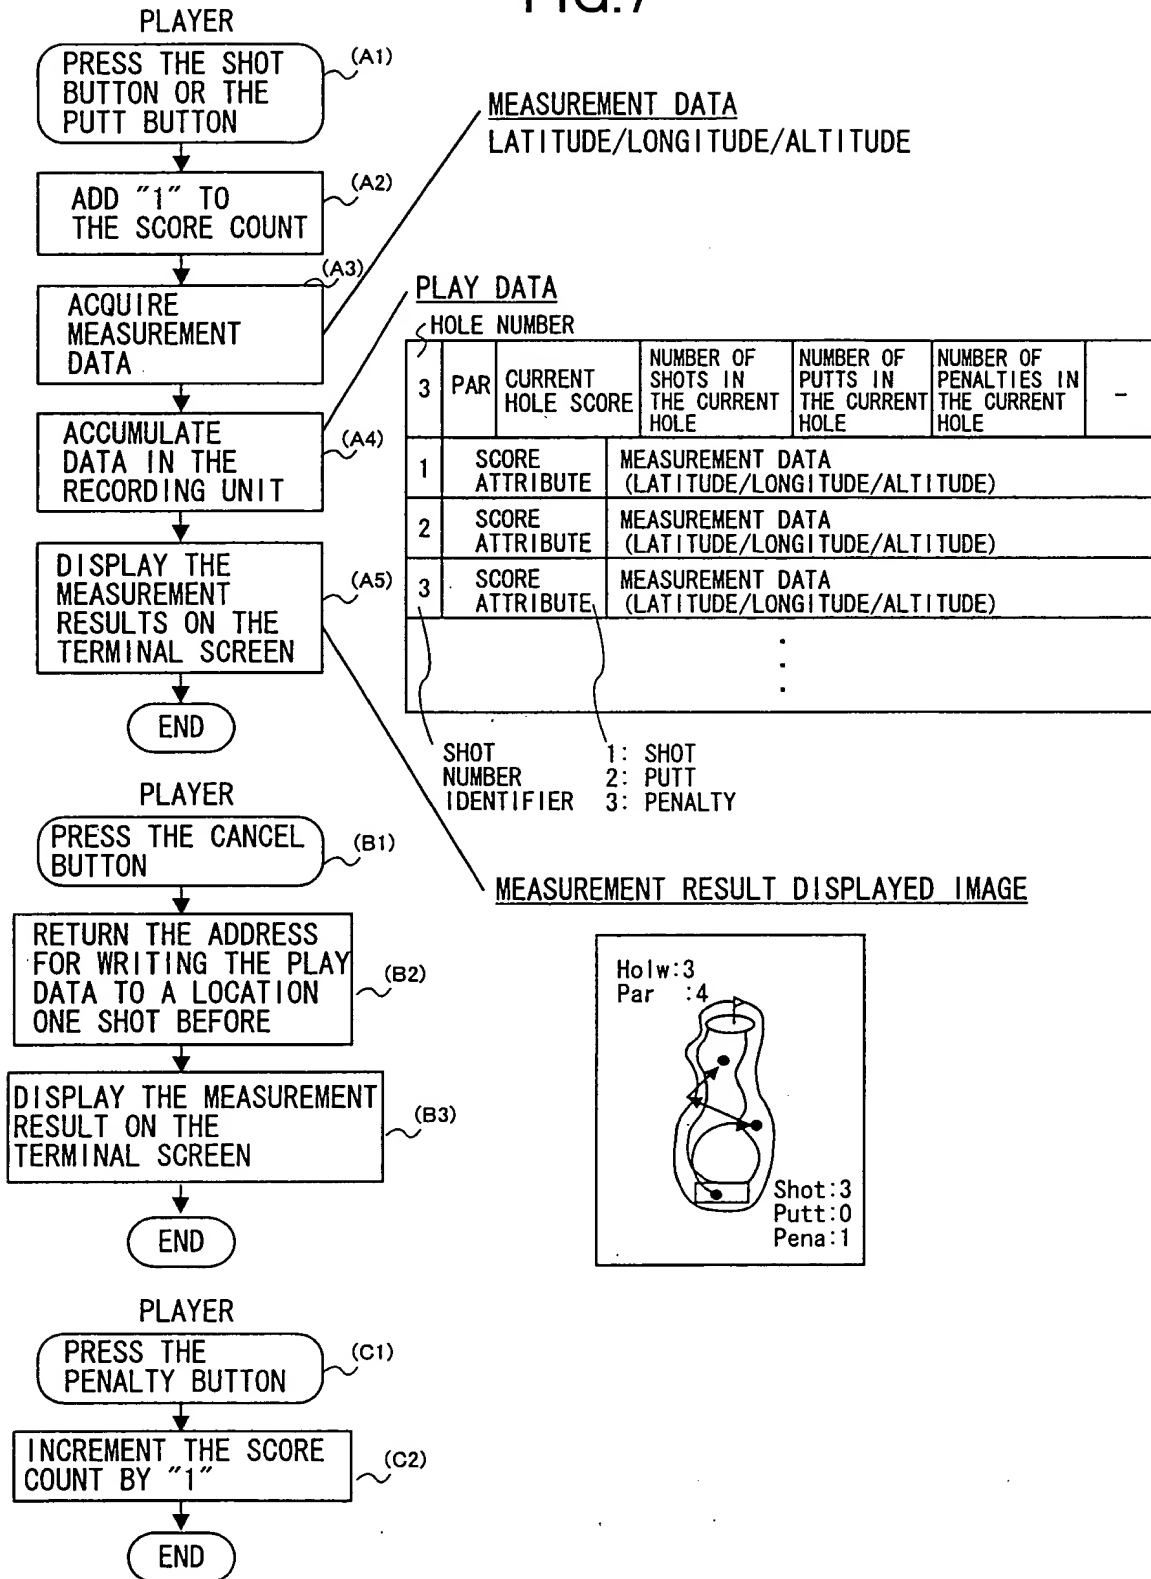 FIG.7
PLAYER
PRESS THE SHOT
BUTTON OR THE
PUTT BUTTON
(A1)
ADD "1" TO
THE SCORE COUNT
(A2)
ACQUIRE
MEASUREMENT
DATA
(A3)
ACCUMULATE
DATA IN THE
RECORDING UNIT
(A4)
DISPLAY THE
MEASUREMENT
RESULTS ON THE
TERMINAL SCREEN
(A5)
END
MEASUREMENT DATA
LATITUDE/LONGITUDE/ALTITUDE
PLAY DATA
HOLE NUMBER
3
PAR
CURRENT
HOLE SCORE
NUMBER OF
SHOTS IN
THE CURRENT
HOLE
NUMBER OF
PUTTS IN
THE CURRENT
HOLE
NUMBER OF
PENALTIES IN
THE CURRENT
HOLE
-
1
SCORE
ATTRIBUTE
MEASUREMENT DATA
(LATITUDE/LONGITUDE/ALTITUDE)
2
SCORE
ATTRIBUTE
MEASUREMENT DATA
(LATITUDE/LONGITUDE/ALTITUDE)
3
SCORE
ATTRIBUTE
MEASUREMENT DATA
(LATITUDE/LONGITUDE/ALTITUDE)
SHOT
NUMBER
IDENTIFIER
1: SHOT
2: PUTT
3: PENALTY
PLAYER
PRESS THE CANCEL
BUTTON
(B1)
RETURN THE ADDRESS
FOR WRITING THE PLAY
DATA TO A LOCATION
ONE SHOT BEFORE
(B2)
DISPLAY THE MEASUREMENT
RESULT ON THE
TERMINAL SCREEN
(B3)
END
MEASUREMENT RESULT DISPLAYED IMAGE
Holw:3
Par :4
Shot:3
Putt:0
Pena:1
PLAYER
PRESS THE
PENALTY BUTTON
(C1)
INCREMENT THE SCORE
COUNT BY "1"
(C2)
END